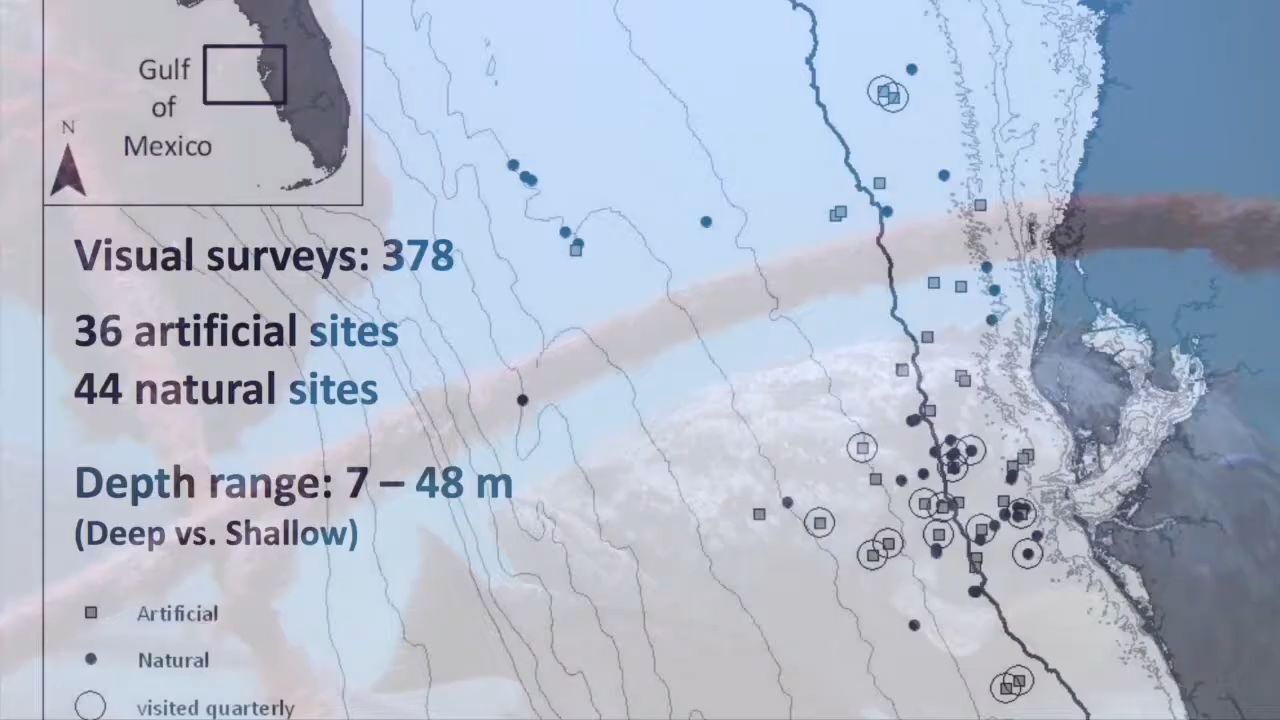 Gulf
of
Mexico
N
Visual surveys: 378
36 artificial sites
44 natural sites
Depth range: 7 – 48 m
(Deep vs. Shallow)
Artificial
Natural
visited quarterly